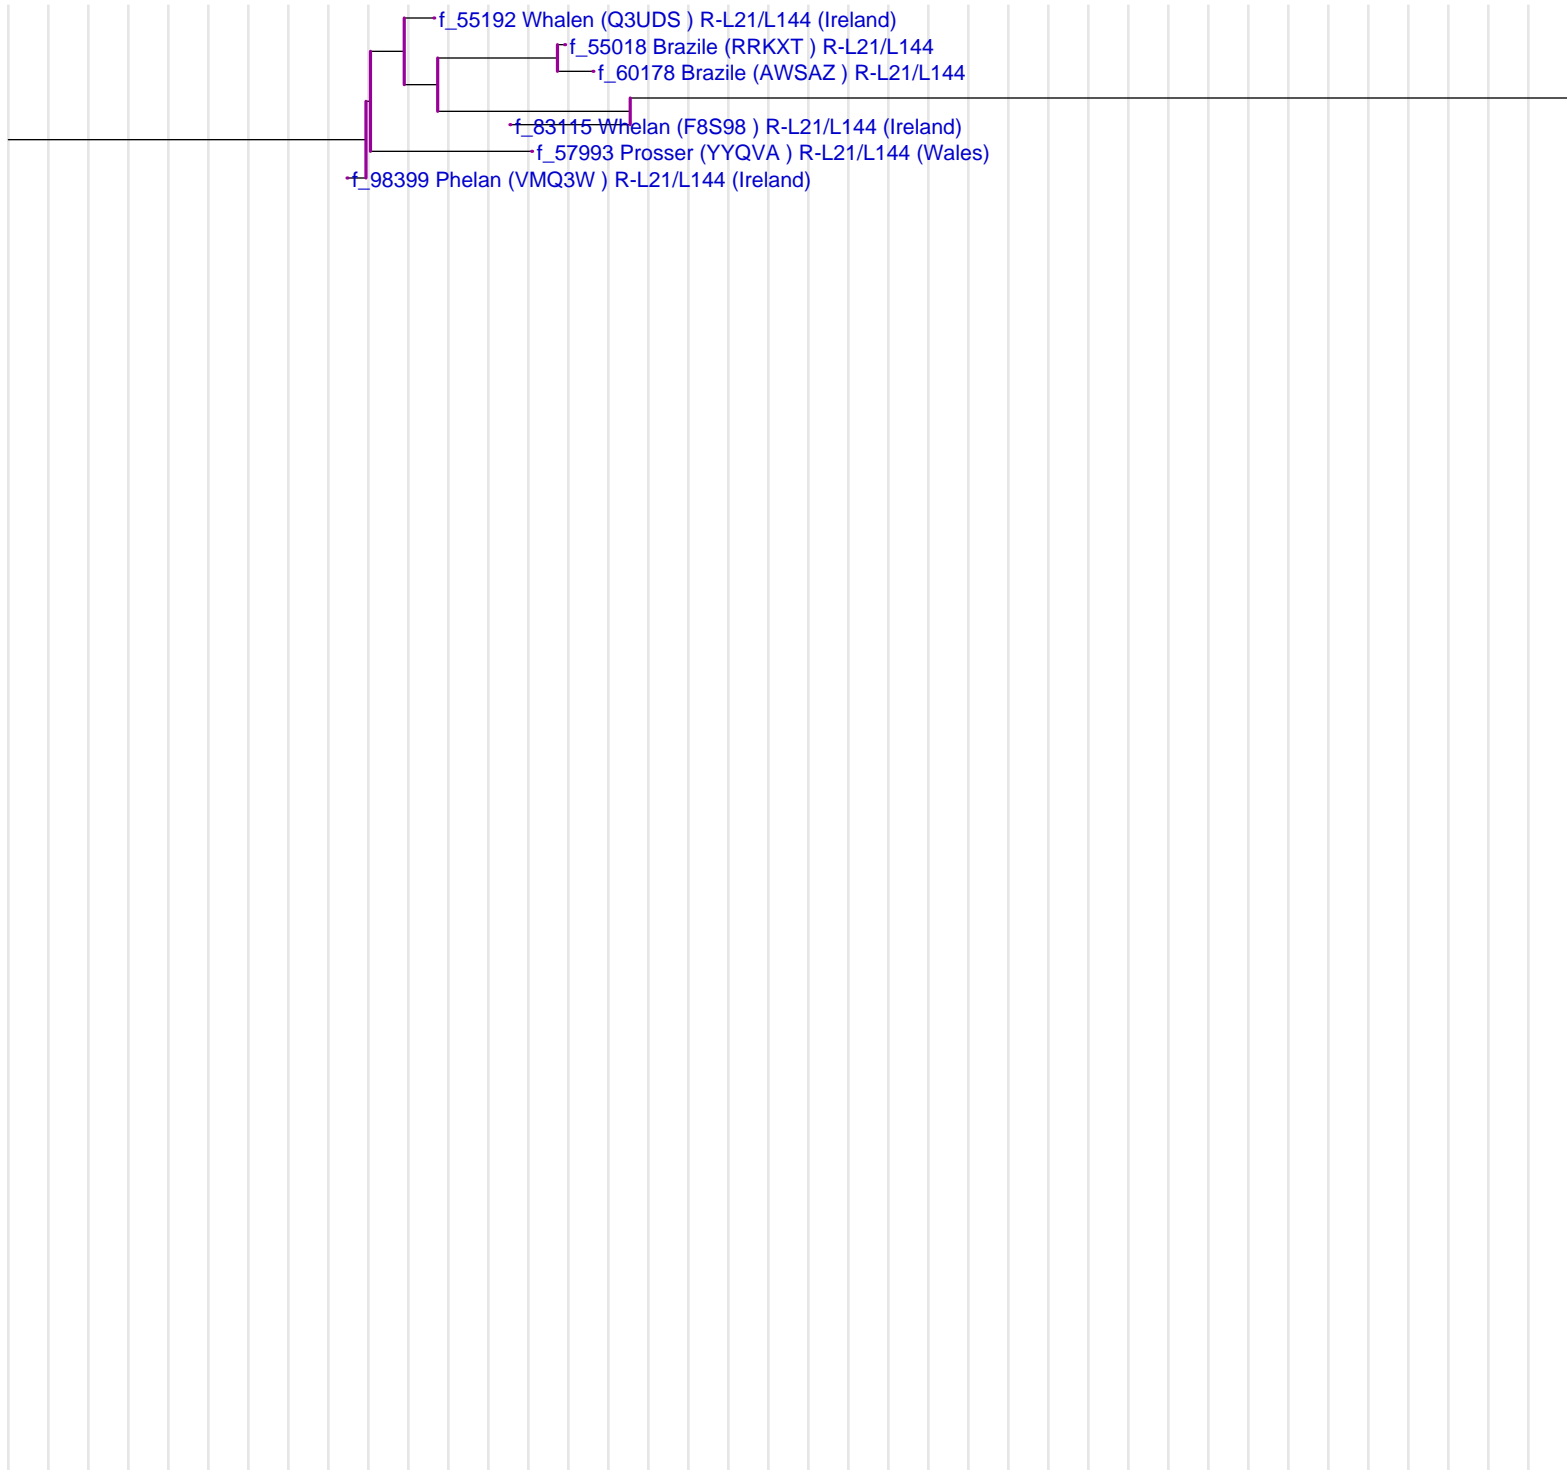 f_55192 Whalen (Q3UDS ) R-L21/L144 (Ireland)
f_55018 Brazile (RRKXT ) R-L21/L144
f_60178 Brazile (AWSAZ ) R-L21/L144
f_83115 Whelan (F8S98 ) R-L21/L144 (Ireland)
f_57993 Prosser (YYQVA ) R-L21/L144 (Wales)
f_98399 Phelan (VMQ3W ) R-L21/L144 (Ireland)